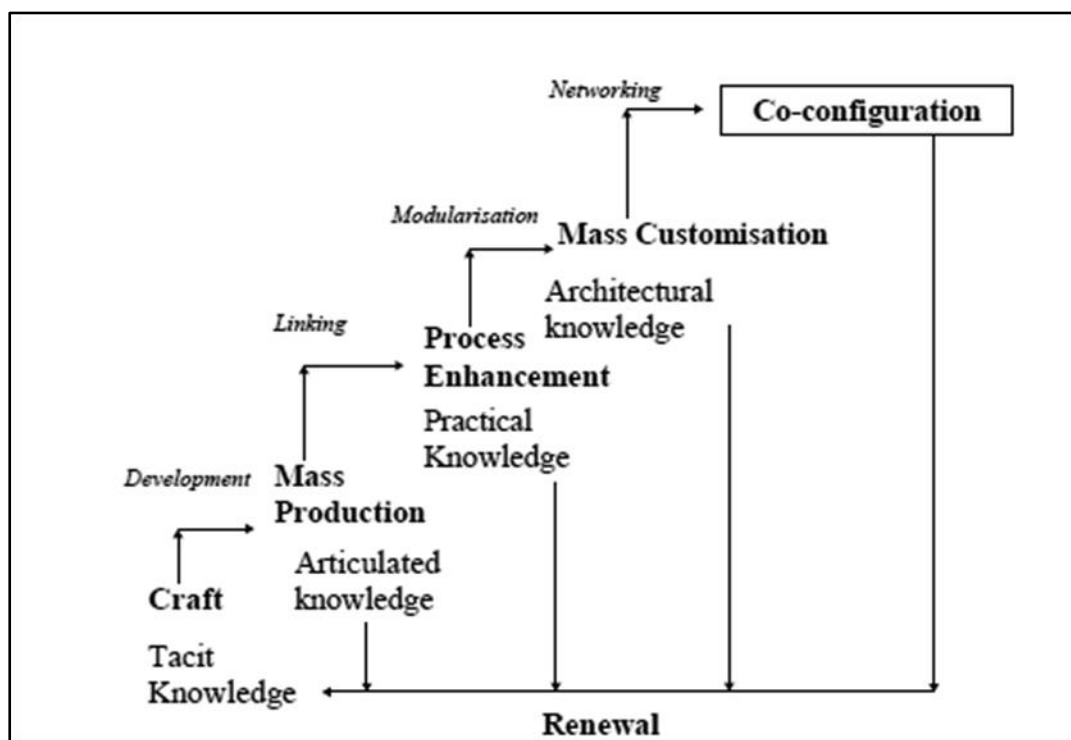 Networking
Co-configuration
Modularisation
Mass Customisation
Architectural
knowledge
Linking
Process
Enhancement
Practical
Knowledge
Development
Mass
Production
Articulated
knowledge
Craft
Tacit
Knowledge
Renewal